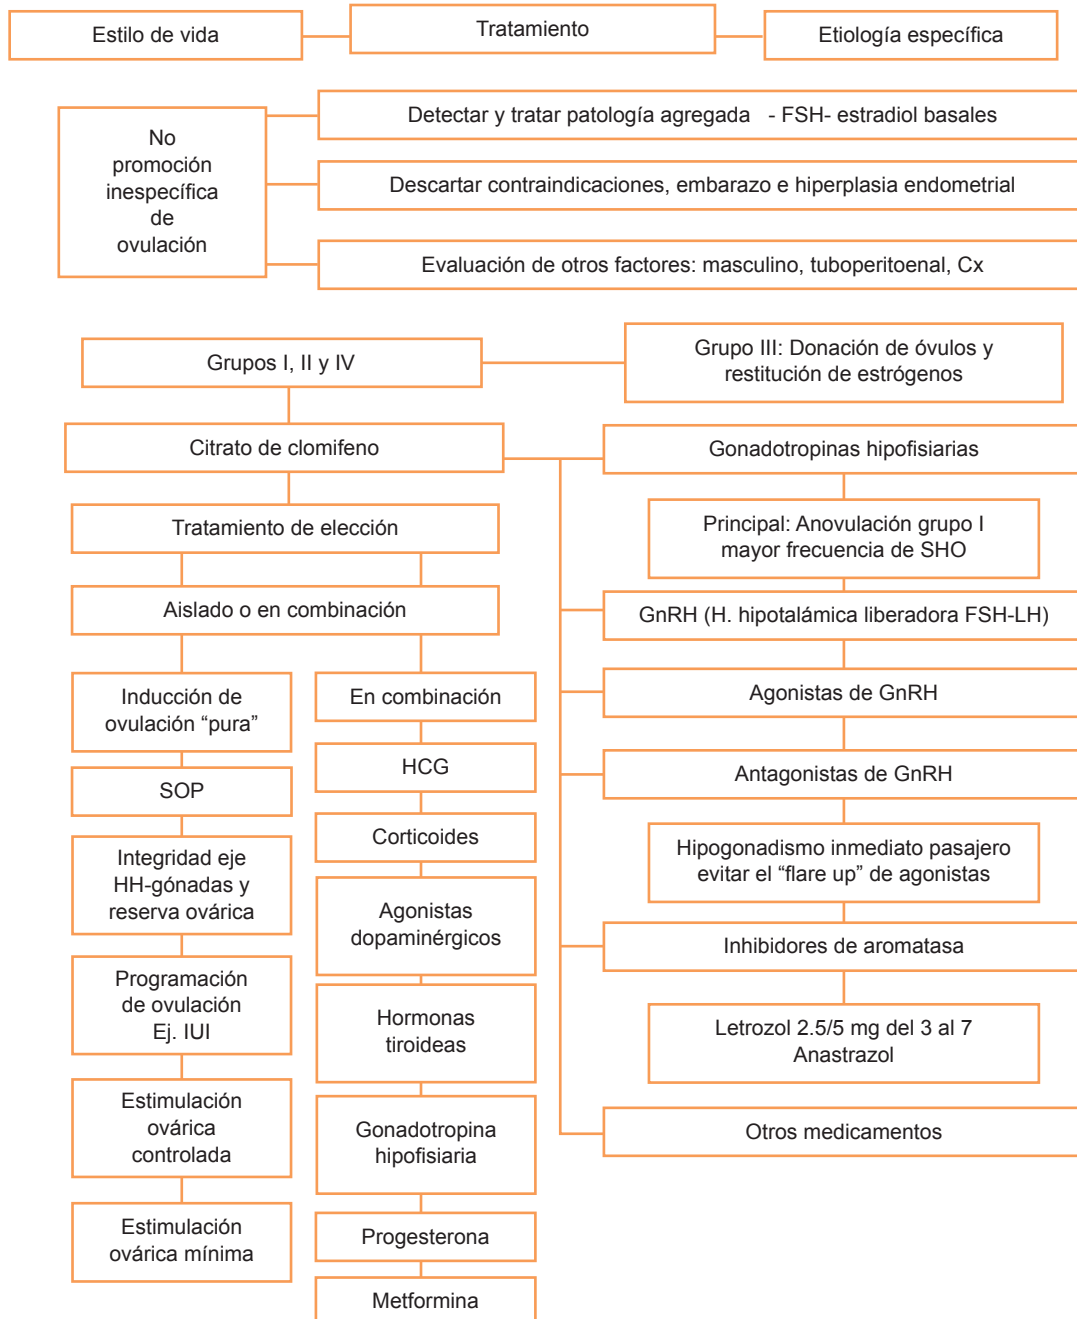 Estilo de vida
Tratamiento
Etiología específica
No
promoción
inespecífica
de
ovulación
Detectar y tratar patología agregada - FSH- estradiol basales
Descartar contraindicaciones, embarazo e hiperplasia endometrial
Evaluación de otros factores: masculino, tuboperitoenal, Cx
Grupos I, II y IV
Grupo III: Donación de óvulos y
restitución de estrógenos
Citrato de clomifeno
Tratamiento de elección
Aislado o en combinación
Inducción de
ovulación “pura”
SOP
Integridad eje
HH-gónadas y
reserva ovárica
Programación
de ovulación
Ej. IUI
Estimulación
ovárica
controlada
Estimulación
ovárica mínima
En combinación
HCG
Corticoides
Agonistas
dopaminérgicos
Hormonas
tiroideas
Gonadotropina
hipofisiaria
Progesterona
Metformina
Gonadotropinas hipofisiarias
Principal: Anovulación grupo I
mayor frecuencia de SHO
GnRH (H. hipotalámica liberadora FSH-LH)
Agonistas de GnRH
Antagonistas de GnRH
Hipogonadismo inmediato pasajero
evitar el “flare up” de agonistas
Inhibidores de aromatasa
Letrozol 2.5/5 mg del 3 al 7
Anastrazol
Otros medicamentos